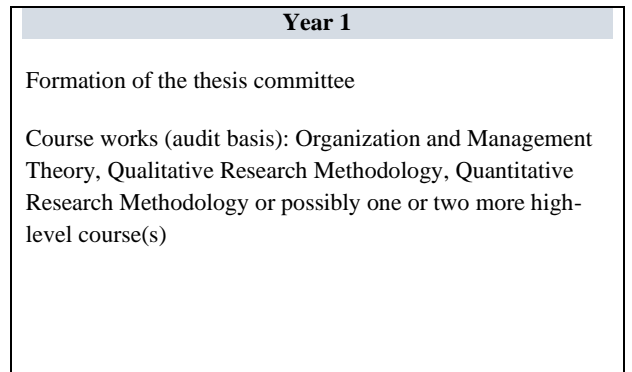 Year 1
Formation of the thesis committee
Course works (audit basis): Organization and Management
Theory, Qualitative Research Methodology, Quantitative
Research Methodology or possibly one or two more high-
level course(s)